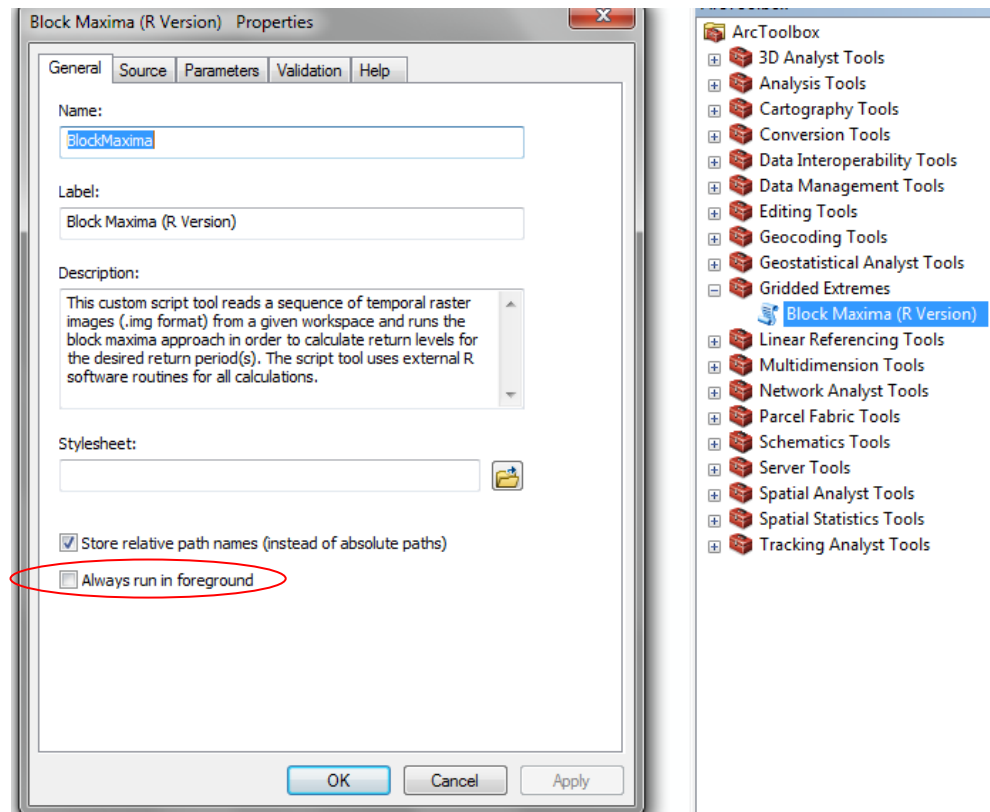 Block Maxima (R Version) Properties
General Source Parameters Validation Help
Name:
BlockMaxima
Label:
Block Maxima (R Version)
Description:
This custom script tool reads a sequence of temporal raster
images (.img format) from a given workspace and runs the
block maxima approach in order to calculate return levels for
the desired return period(s). The script tool uses external R
software routines for all calculations.
Stylesheet:
Store relative path names (instead of absolute paths)
Always run in foreground
OK Cancel Apply
ArcToolbox
3D Analyst Tools
Analysis Tools
Cartography Tools
Conversion Tools
Data Interoperability Tools
Data Management Tools
Editing Tools
Geocoding Tools
Geostatistical Analyst Tools
Gridded Extremes
Block Maxima (R Version)
Linear Referencing Tools
Multidimension Tools
Network Analyst Tools
Parcel Fabric Tools
Schematics Tools
Server Tools
Spatial Analyst Tools
Spatial Statistics Tools
Tracking Analyst Tools